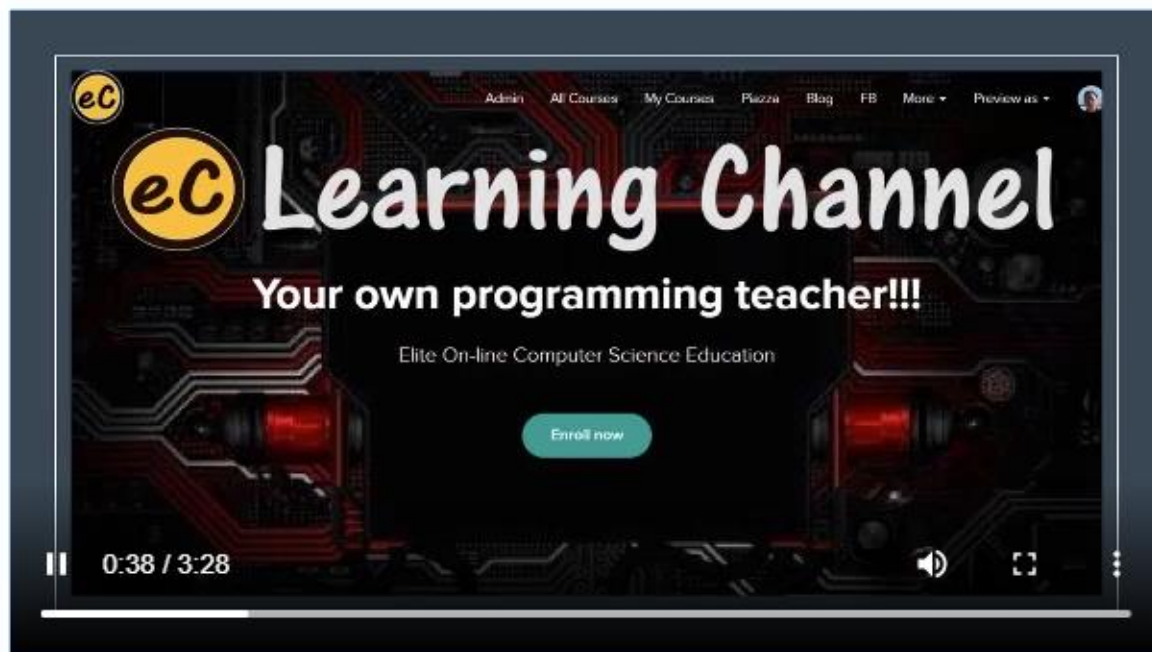 eC
Admin All Courses My Courses Piazza Blog FB More Preview as
eC Learning Channel
Your own programming teacher!!!
Elite On-line Computer Science Education
Enroll now
0:38 / 3:28